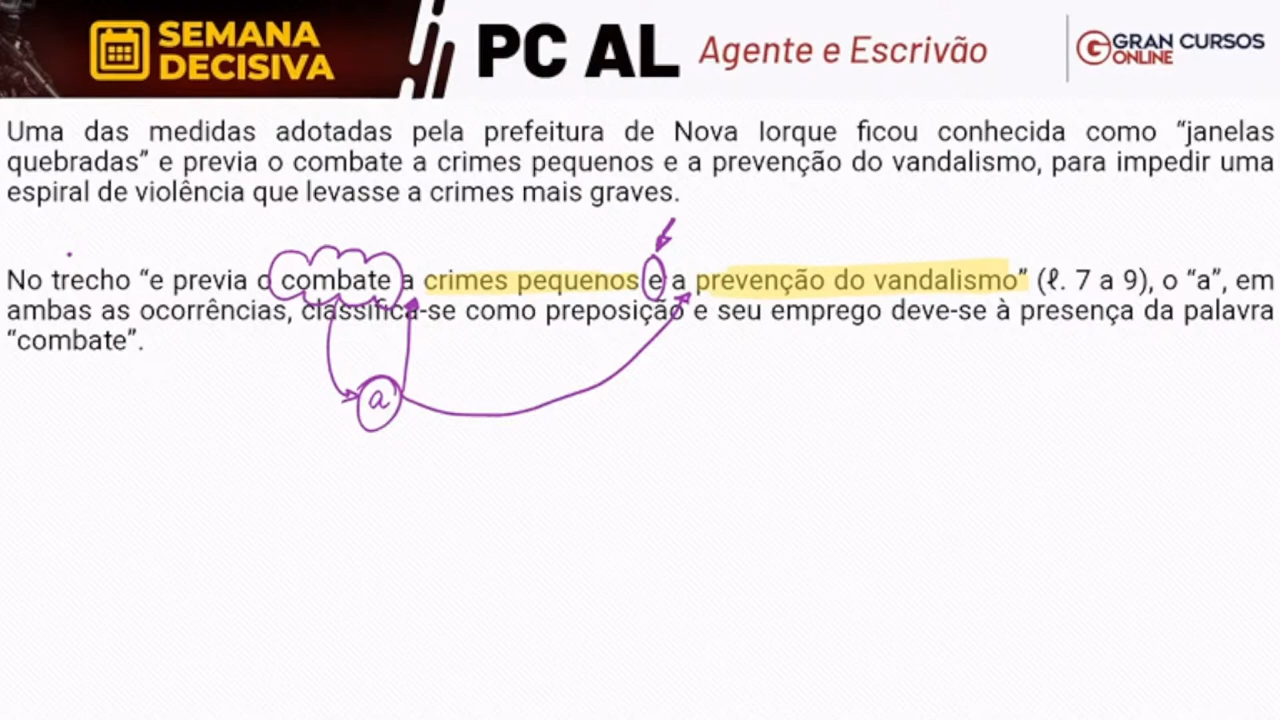 SEMANA
DECISIVA
PC AL
Agente e Escrivão
GRAN CURSOS
ONLINE
Uma das medidas adotadas pela prefeitura de Nova Iorque ficou conhecida como “janelas
quebradas” e previa o combate a crimes pequenos e a prevenção do vandalismo, para impedir uma
espiral de violência que levasse a crimes mais graves.
No trecho “e previa o combate a crimes pequenos e a prevenção do vandalismo” (ℓ. 7 a 9), o “a”, em
ambas as ocorrências, classifica-se como preposição e seu emprego deve-se à presença da palavra
“combate”.
a